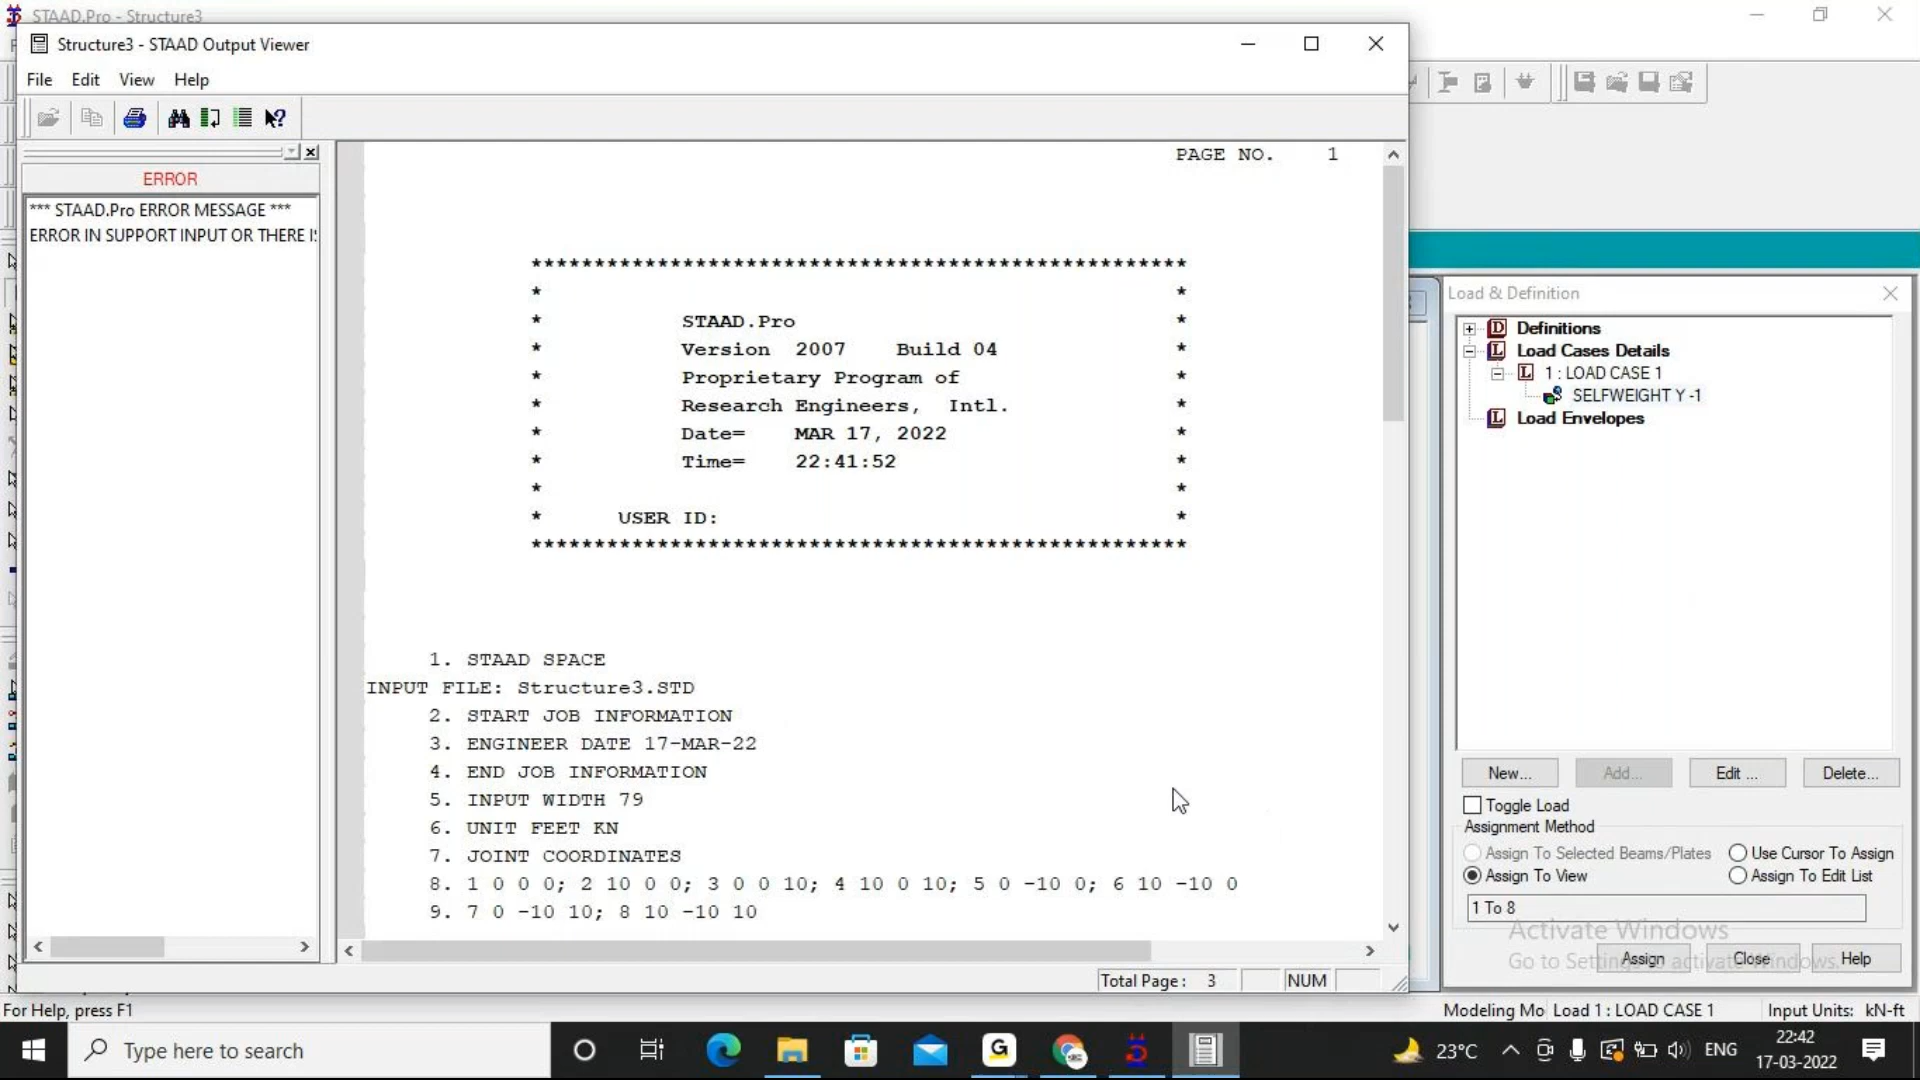 STAAD.Pro - Structure3
Structure3 - STAAD Output Viewer
File Edit View Help
PAGE NO. 1
ERROR
*** STAAD.Pro ERROR MESSAGE ***
ERROR IN SUPPORT INPUT OR THERE IS
****************************************************
* *
* STAAD.Pro *
* Version 2007 Build 04 *
* Proprietary Program of *
* Research Engineers, Intl. *
* Date= MAR 17, 2022 *
* Time= 22:41:52 *
* *
* USER ID: *
****************************************************
1. STAAD SPACE
INPUT FILE: Structure3.STD
2. START JOB INFORMATION
3. ENGINEER DATE 17-MAR-22
4. END JOB INFORMATION
5. INPUT WIDTH 79
6. UNIT FEET KN
7. JOINT COORDINATES
8. 1 0 0 0; 2 10 0 0; 3 0 0 10; 4 10 0 10; 5 0 -10 0; 6 10 -10 0
9. 7 0 -10 10; 8 10 -10 10
Total Page: 3 NUM
Load & Definition
Definitions
Load Cases Details
1 : LOAD CASE 1
SELFWEIGHT Y -1
Load Envelopes
New... Add... Edit ... Delete...
Toggle Load
Assignment Method
Assign To Selected Beams/Plates Use Cursor To Assign
Assign To View Assign To Edit List
1 To 8
Activate Windows
Go to Settings to activate Windows.
Assign Close Help
For Help, press F1
Modeling Mo Load 1 : LOAD CASE 1 Input Units: kN-ft
Type here to search
23°C ENG
22:42
17-03-2022